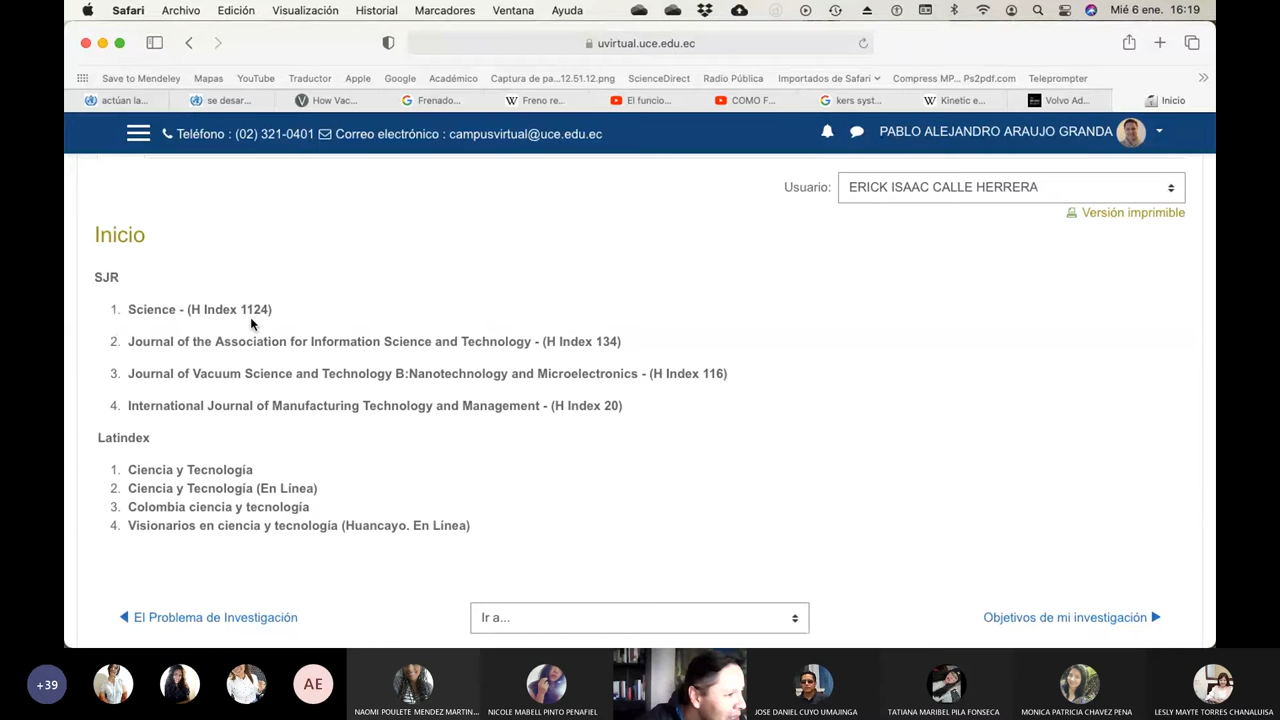 Safari Archivo Edición Visualización Historial Marcadores Ventana Ayuda Mié 6 ene. 16:19
uvirtual.uce.edu.ec
Save to Mendeley Mapas YouTube Traductor Apple Google Académico Captura de pa...12.51.12.png ScienceDirect Radio Pública Importados de Safari Compress MP... Ps2pdf.com Teleprompter
actúan la... se desar... How Vac... Frenado... Freno re... El funcio... COMO F... kers syst... Kinetic e... Volvo Ad... Inicio
Teléfono : (02) 321-0401 Correo electrónico : campusvirtual@uce.edu.ec PABLO ALEJANDRO ARAUJO GRANDA
Usuario: ERICK ISAAC CALLE HERRERA
Versión imprimible
Inicio
SJR
1. Science - (H Index 1124)
2. Journal of the Association for Information Science and Technology - (H Index 134)
3. Journal of Vacuum Science and Technology B:Nanotechnology and Microelectronics - (H Index 116)
4. International Journal of Manufacturing Technology and Management - (H Index 20)
Latindex
1. Ciencia y Tecnología
2. Ciencia y Tecnología (En Línea)
3. Colombia ciencia y tecnología
4. Visionarios en ciencia y tecnología (Huancayo. En Línea)
El Problema de Investigación Ir a... Objetivos de mi investigación
+39 AE
NAOMI POULETE MENDEZ MARTIN... NICOLE MABELL PINTO PENAFIEL JOSE DANIEL CUYO UMAJINGA TATIANA MARIBEL PILA FONSECA MONICA PATRICIA CHAVEZ PENA LESLY MAYTE TORRES CHANALUISA